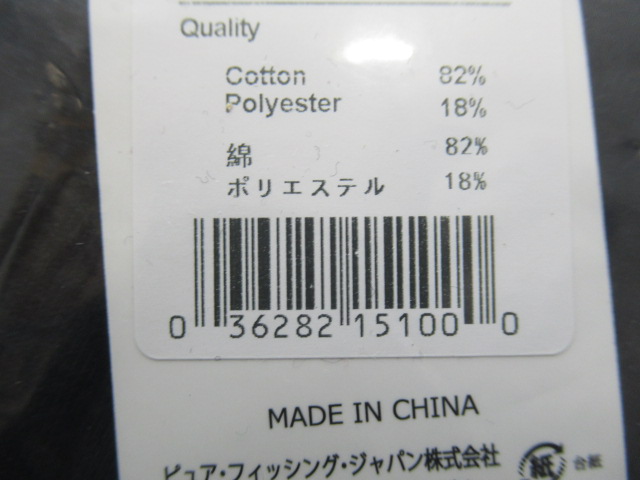 Quality
Cotton 82%
Polyester 18%
綿 82%
ポリエステル 18%
0 36282 15100 0
MADE IN CHINA
ピュア・フィッシング・ジャパン株式会社
紙 台紙